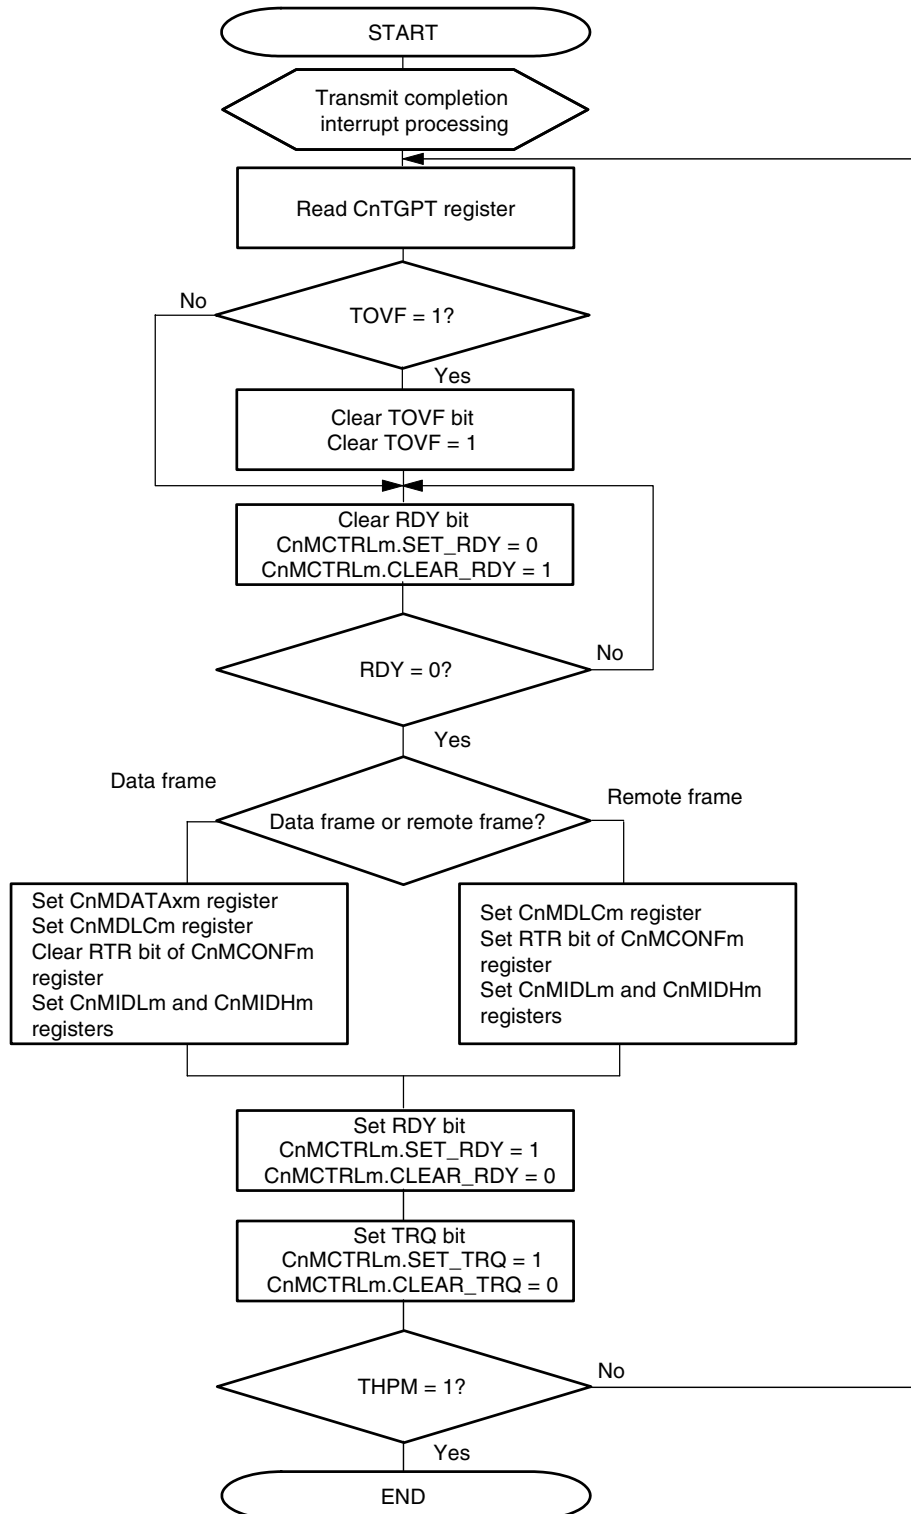 START
Transmit completion
interrupt processing
Read CnTGPT register
No
TOVF = 1?
Yes
Clear TOVF bit
Clear TOVF = 1
Clear RDY bit
CnMCTRLm.SET_RDY = 0
CnMCTRLm.CLEAR_RDY = 1
RDY = 0?
No
Yes
Data frame
Remote frame
Data frame or remote frame?
Set CnMDATAxm register
Set CnMDLCm register
Clear RTR bit of CnMCONFm
register
Set CnMIDLm and CnMIDHm
registers
Set CnMDLCm register
Set RTR bit of CnMCONFm
register
Set CnMIDLm and CnMIDHm
registers
Set RDY bit
CnMCTRLm.SET_RDY = 1
CnMCTRLm.CLEAR_RDY = 0
Set TRQ bit
CnMCTRLm.SET_TRQ = 1
CnMCTRLm.CLEAR_TRQ = 0
THPM = 1?
No
Yes
END